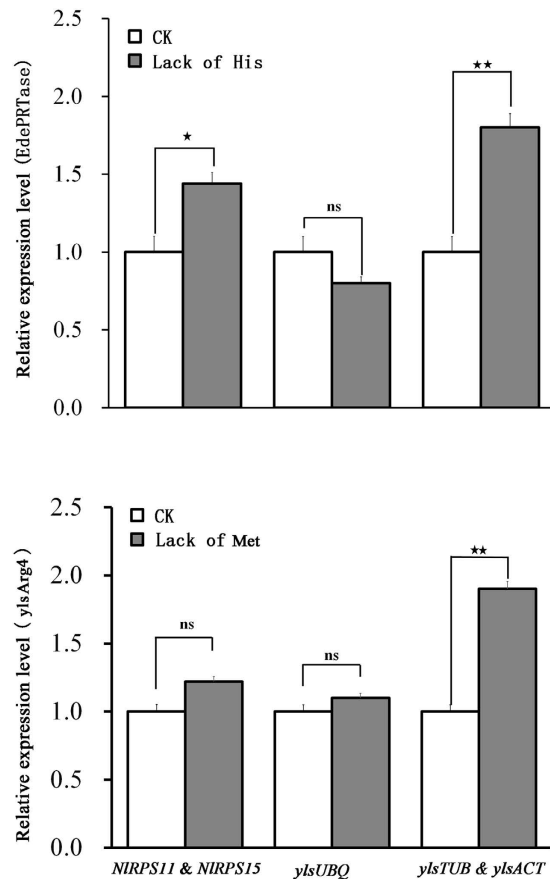 2.5
CK
Lack of His
★★
2.0
★
1.5
ns
1.0
0.5
0.0
Relative expression level (EdePRTase)
2.5
CK
Lack of Met
★★
2.0
ns
1.5
ns
1.0
0.5
0.0
Relative expression level (ylsArg4)
NlRPS11 & NlRPS15 ylsUBQ ylsTUB & ylsACT